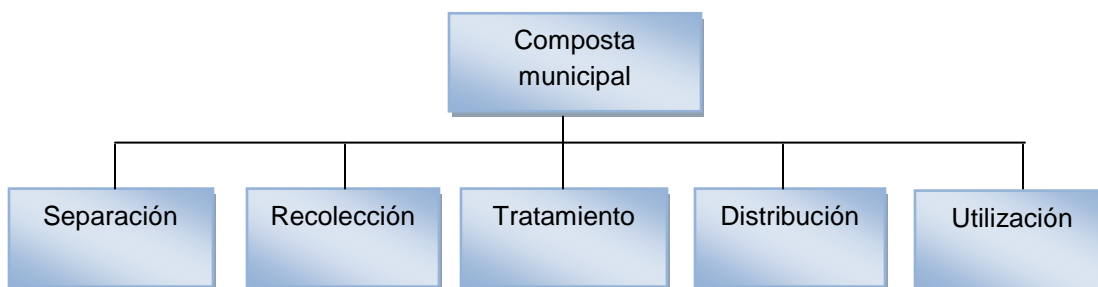 Composta
municipal
Separación
Recolección
Tratamiento
Distribución
Utilización